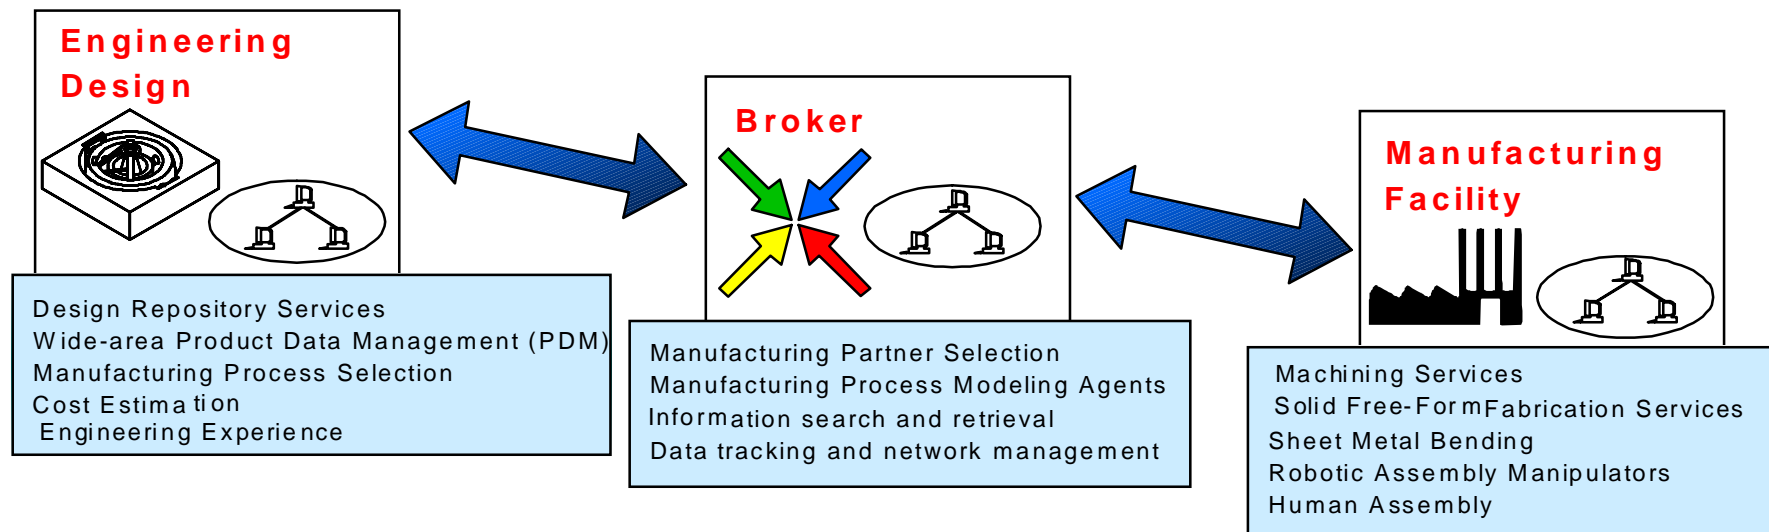 Engineering
Design
Design Repository Services
Wide-area Product Data Management (PDM)
Manufacturing Process Selection
Cost Estimation
Engineering Experience
Broker
Manufacturing Partner Selection
Manufacturing Process Modeling Agents
Information search and retrieval
Data tracking and network management
Manufacturing
Facility
Machining Services
Solid Free-Form Fabrication Services
Sheet Metal Bending
Robotic Assembly Manipulators
Human Assembly